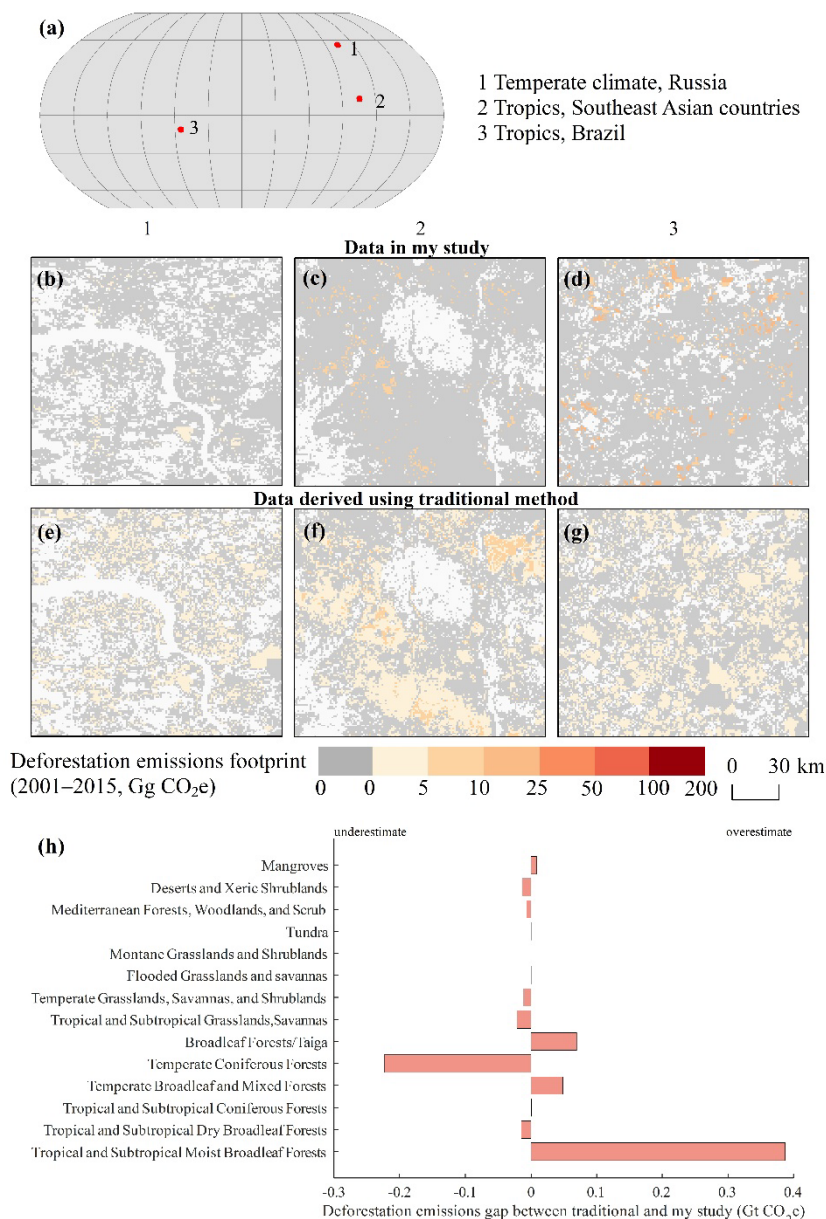 (a)
1
2
3
1 Temperate climate, Russia
2 Tropics, Southeast Asian countries
3 Tropics, Brazil
1 2 3
Data in my study
(b) (c) (d)
Data derived using traditional method
(e) (f) (g)
Deforestation emissions footprint
(2001–2015, Gg CO₂e)
0 0 5 10 25 50 100 200
0 30 km
underestimate overestimate
(h)
Mangroves
Deserts and Xeric Shrublands
Mediterranean Forests, Woodlands, and Scrub
Tundra
Montane Grasslands and Shrublands
Flooded Grasslands and savannas
Temperate Grasslands, Savannas, and Shrublands
Tropical and Subtropical Grasslands,Savannas
Broadleaf Forests/Taiga
Temperate Coniferous Forests
Temperate Broadleaf and Mixed Forests
Tropical and Subtropical Coniferous Forests
Tropical and Subtropical Dry Broadleaf Forests
Tropical and Subtropical Moist Broadleaf Forests
-0.3 -0.2 -0.1 0 0.1 0.2 0.3 0.4
Deforestation emissions gap between traditional and my study (Gt CO₂e)